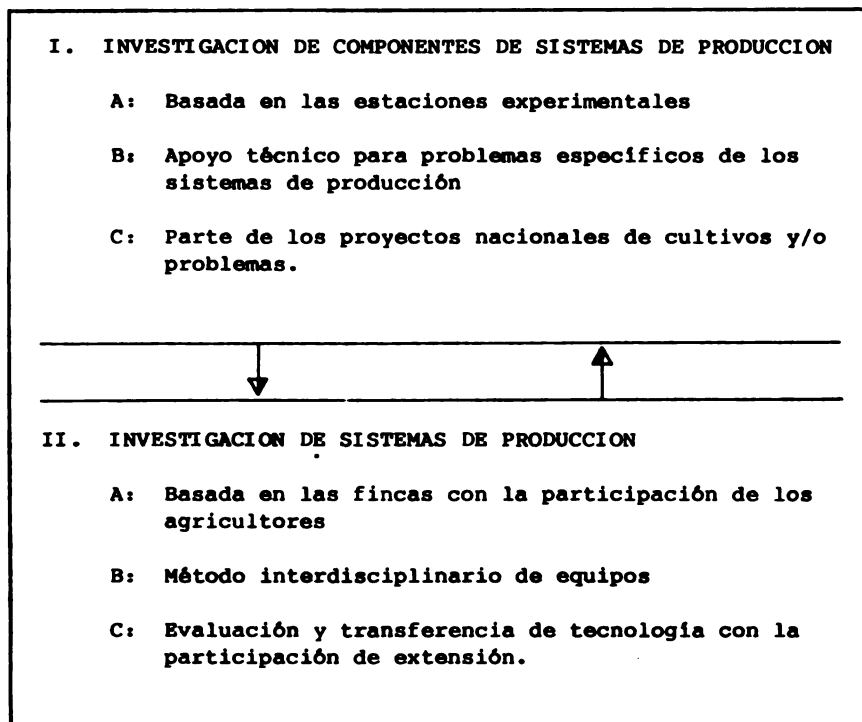 I. INVESTIGACION DE COMPONENTES DE SISTEMAS DE PRODUCCION
A: Basada en las estaciones experimentales
B: Apoyo técnico para problemas específicos de los
sistemas de producción
C: Parte de los proyectos nacionales de cultivos y/o
problemas.
II. INVESTIGACION DE SISTEMAS DE PRODUCCION
A: Basada en las fincas con la participación de los
agricultores
B: Método interdisciplinario de equipos
C: Evaluación y transferencia de tecnología con la
participación de extensión.